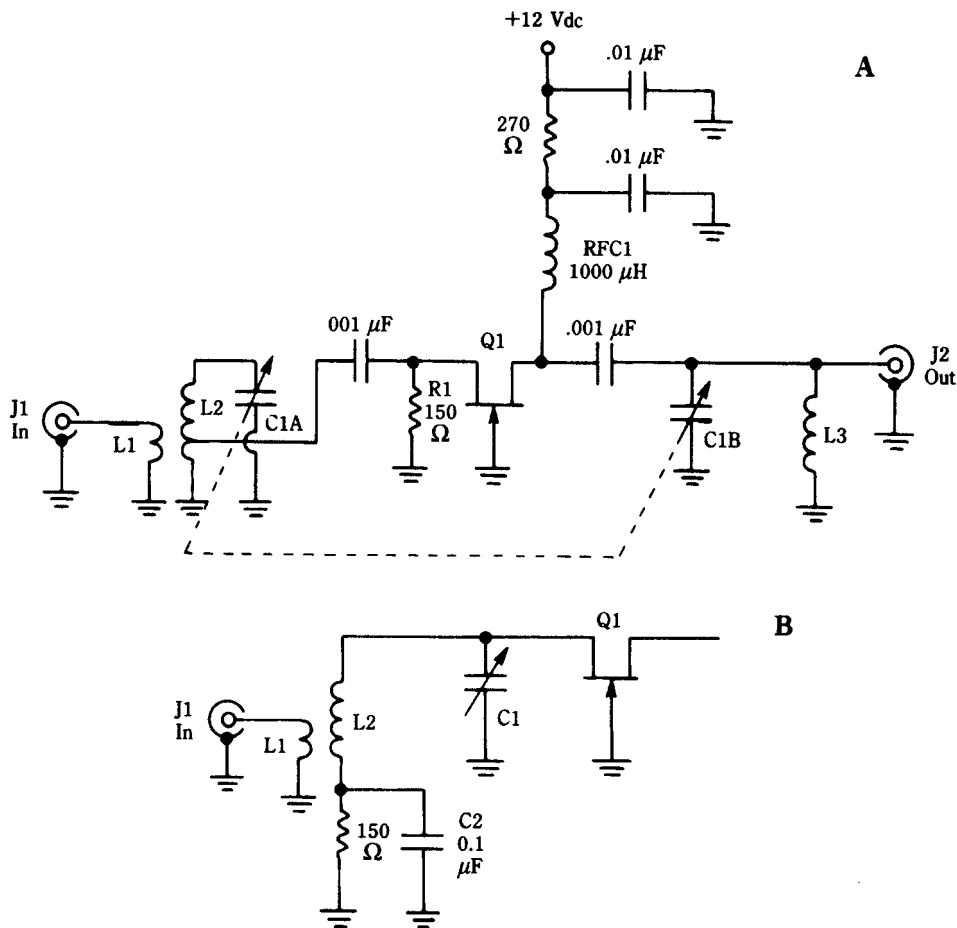 +12 Vdc
.01 μF
A
270
Ω
.01 μF
RFC1
1000 μH
001 μF
Q1
.001 μF
J2
Out
J1
In
L1
L2
C1A
R1
150
Ω
C1B
L3
Q1
B
J1
In
L1
L2
C1
150
Ω
C2
0.1
μF